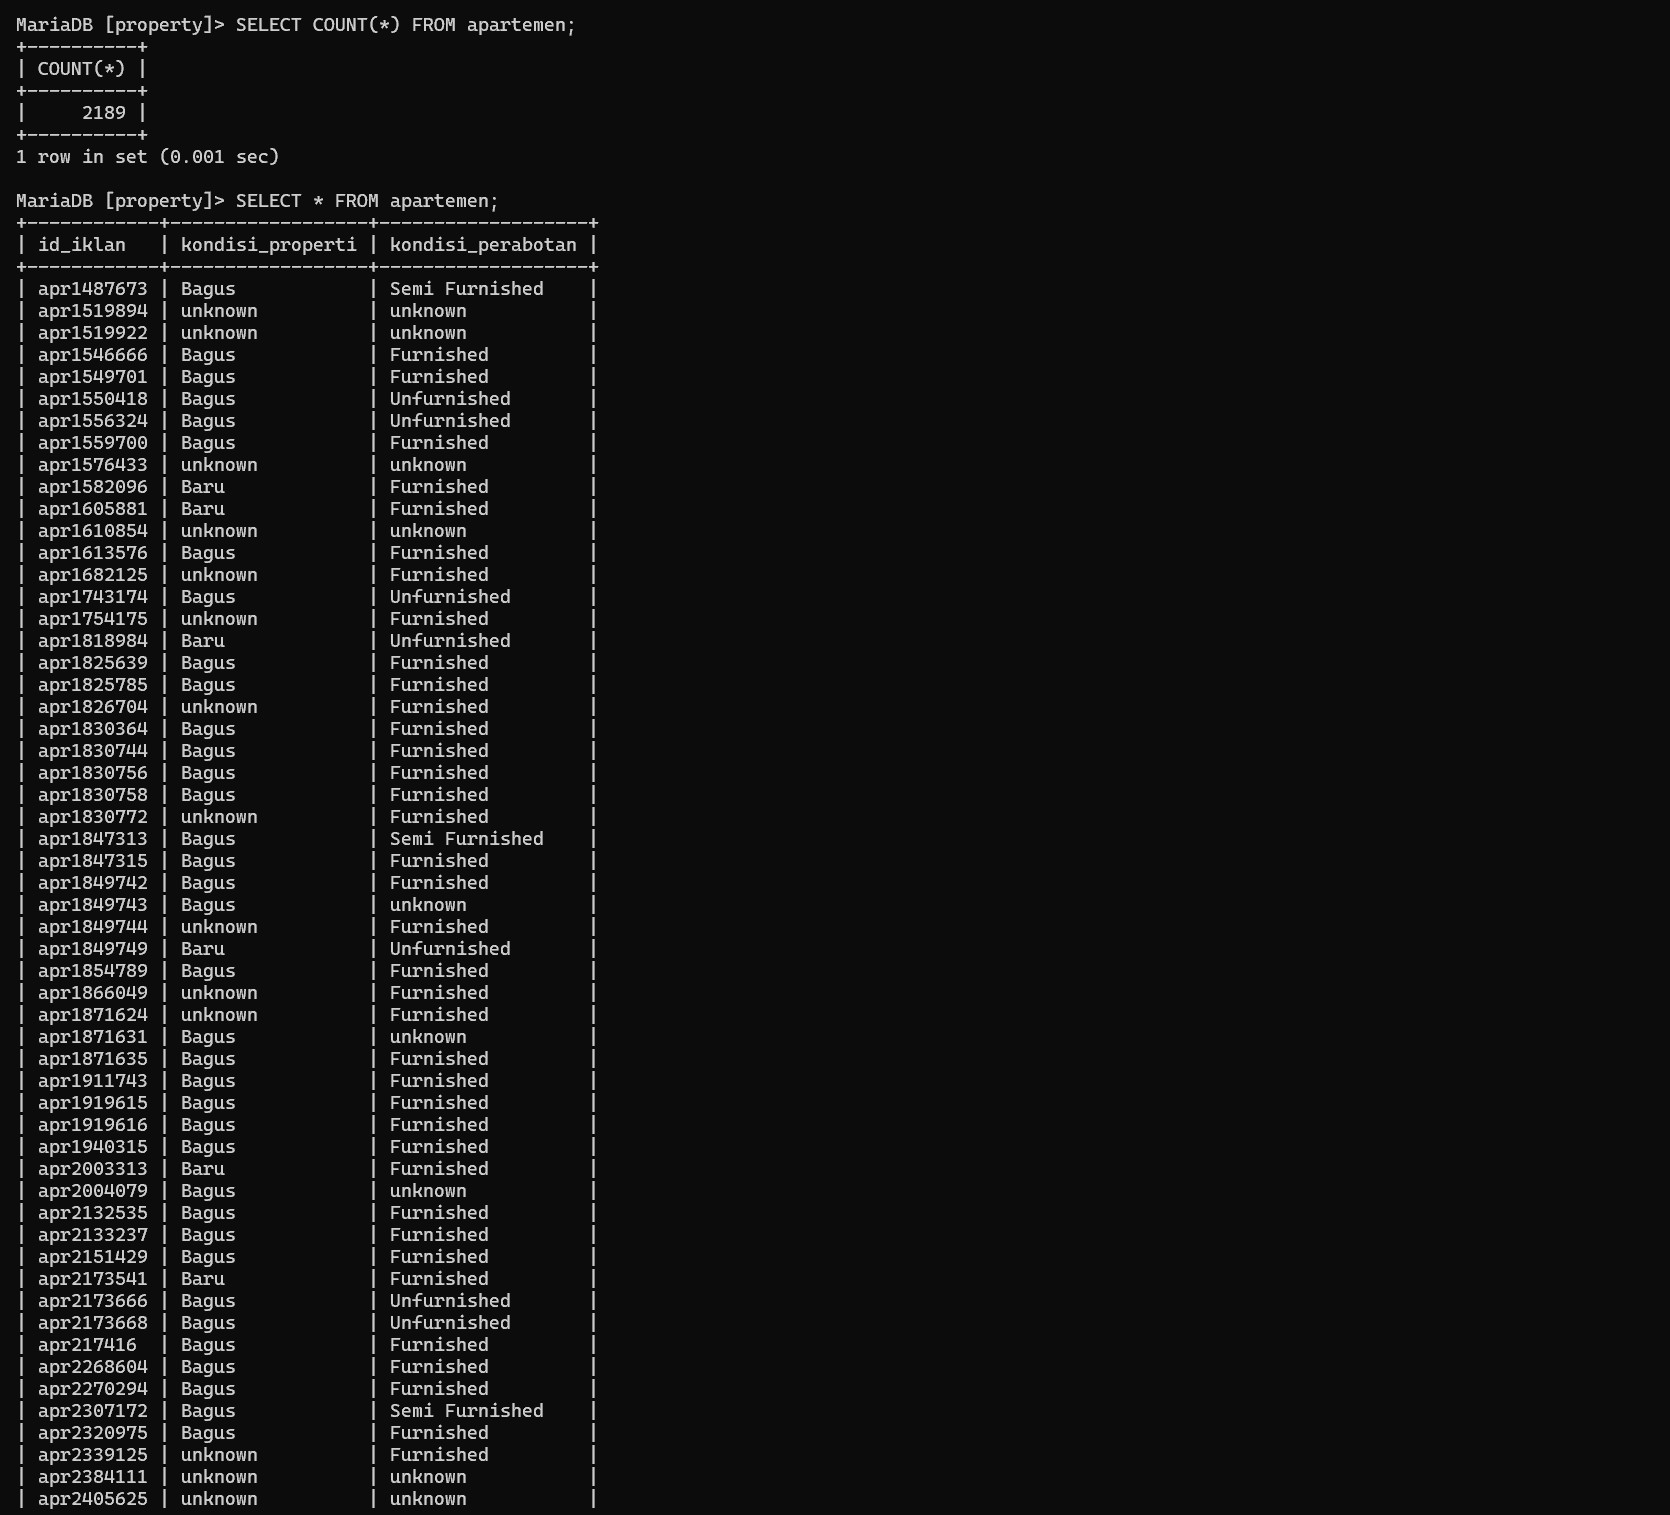 MariaDB [property]> SELECT COUNT(*) FROM apartemen;
+----------+
| COUNT(*) |
+----------+
|     2189 |
+----------+
1 row in set (0.001 sec)

MariaDB [property]> SELECT * FROM apartemen;
+------------+------------------+-------------------+
| id_iklan   | kondisi_properti | kondisi_perabotan |
+------------+------------------+-------------------+
| apr1487673 | Bagus            | Semi Furnished    |
| apr1519894 | unknown          | unknown           |
| apr1519922 | unknown          | unknown           |
| apr1546666 | Bagus            | Furnished         |
| apr1549701 | Bagus            | Furnished         |
| apr1550418 | Bagus            | Unfurnished       |
| apr1556324 | Bagus            | Unfurnished       |
| apr1559700 | Bagus            | Furnished         |
| apr1576433 | unknown          | unknown           |
| apr1582096 | Baru             | Furnished         |
| apr1605881 | Baru             | Furnished         |
| apr1610854 | unknown          | unknown           |
| apr1613576 | Bagus            | Furnished         |
| apr1682125 | unknown          | Furnished         |
| apr1743174 | Bagus            | Unfurnished       |
| apr1754175 | unknown          | Furnished         |
| apr1818984 | Baru             | Unfurnished       |
| apr1825639 | Bagus            | Furnished         |
| apr1825785 | Bagus            | Furnished         |
| apr1826704 | unknown          | Furnished         |
| apr1830364 | Bagus            | Furnished         |
| apr1830744 | Bagus            | Furnished         |
| apr1830756 | Bagus            | Furnished         |
| apr1830758 | Bagus            | Furnished         |
| apr1830772 | unknown          | Furnished         |
| apr1847313 | Bagus            | Semi Furnished    |
| apr1847315 | Bagus            | Furnished         |
| apr1849742 | Bagus            | Furnished         |
| apr1849743 | Bagus            | unknown           |
| apr1849744 | unknown          | Furnished         |
| apr1849749 | Baru             | Unfurnished       |
| apr1854789 | Bagus            | Furnished         |
| apr1866049 | unknown          | Furnished         |
| apr1871624 | unknown          | Furnished         |
| apr1871631 | Bagus            | unknown           |
| apr1871635 | Bagus            | Furnished         |
| apr1911743 | Bagus            | Furnished         |
| apr1919615 | Bagus            | Furnished         |
| apr1919616 | Bagus            | Furnished         |
| apr1940315 | Bagus            | Furnished         |
| apr2003313 | Baru             | Furnished         |
| apr2004079 | Bagus            | unknown           |
| apr2132535 | Bagus            | Furnished         |
| apr2133237 | Bagus            | Furnished         |
| apr2151429 | Bagus            | Furnished         |
| apr2173541 | Baru             | Furnished         |
| apr2173666 | Bagus            | Unfurnished       |
| apr2173668 | Bagus            | Unfurnished       |
| apr217416  | Bagus            | Furnished         |
| apr2268604 | Bagus            | Furnished         |
| apr2270294 | Bagus            | Furnished         |
| apr2307172 | Bagus            | Semi Furnished    |
| apr2320975 | Bagus            | Furnished         |
| apr2339125 | unknown          | Furnished         |
| apr2384111 | unknown          | unknown           |
| apr2405625 | unknown          | unknown           |